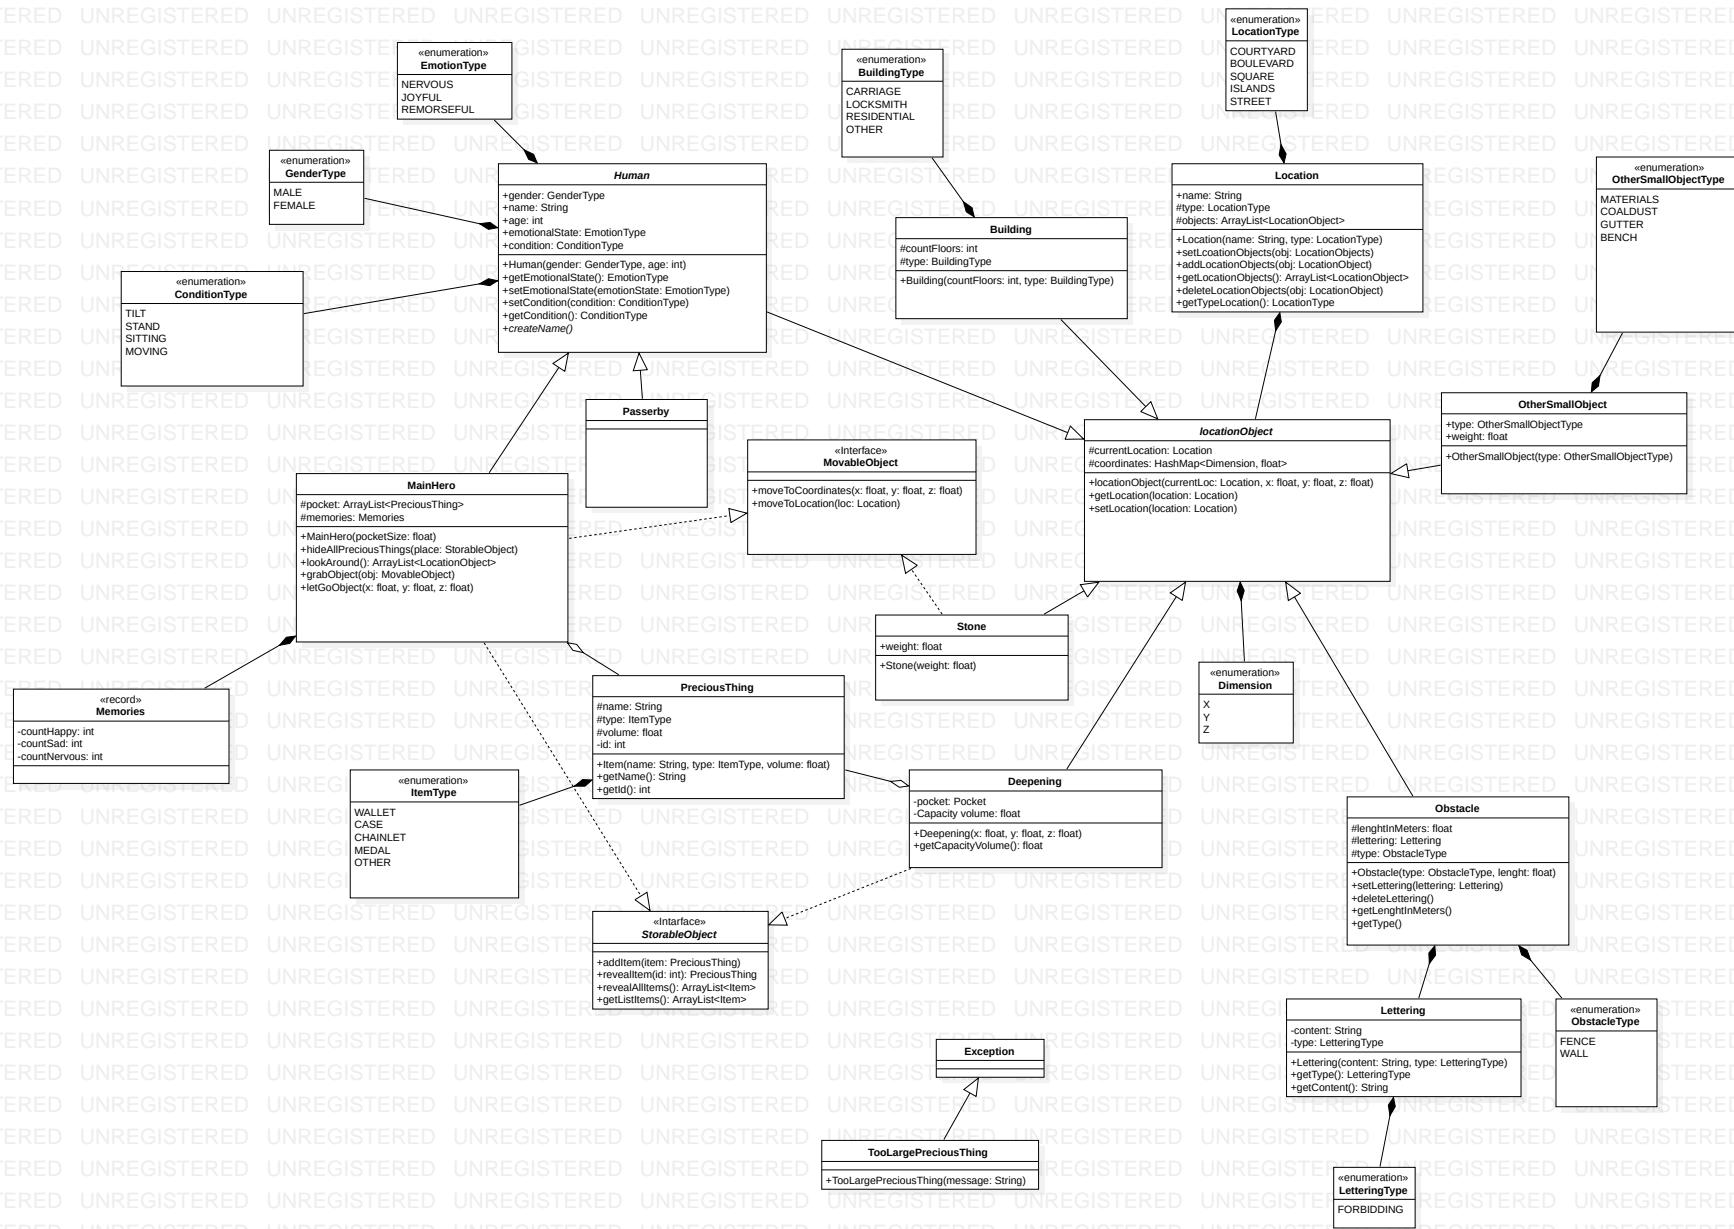 «enumeration»
EmotionType
NERVOUS
JOYFUL
REMORSEFUL
«enumeration»
GenderType
MALE
FEMALE
«enumeration»
ConditionType
TILT
STAND
SITTING
MOVING
Human
+gender: GenderType
+name: String
+age: int
+emotionalState: EmotionType
+condition: ConditionType
+Human(gender: GenderType, age: int)
+getEmotionalState(): EmotionType
+setEmotionalState(emotionState: EmotionType)
+setCondition(condition: ConditionType)
+getCondition(): ConditionType
+createName()
«enumeration»
BuildingType
CARRIAGE
LOCKSMITH
RESIDENTIAL
OTHER
Building
#countFloors: int
#type: BuildingType
+Building(countFloors: int, type: BuildingType)
«enumeration»
LocationType
COURTYARD
BOULEVARD
SQUARE
ISLANDS
STREET
Location
+name: String
#type: LocationType
#objects: ArrayList<LocationObject>
+Location(name: String, type: LocationType)
+setLcoationObjects(obj: LocationObjects)
+addLocationObjects(obj: LocationObject)
+getLocationObjects(): ArrayList<LocationObject>
+deleteLocationObjects(obj: LocationObject)
+getTypeLocation(): LocationType
«enumeration»
OtherSmallObjectType
MATERIALS
COALDUST
GUTTER
BENCH
OtherSmallObject
+type: OtherSmallObjectType
+weight: float
+OtherSmallObject(type: OtherSmallObjectType)
Passerby
«Interface»
MovableObject
+moveToCoordinates(x: float, y: float, z: float)
+moveToLocation(loc: Location)
locationObject
#currentLocation: Location
#coordinates: HashMap<Dimension, float>
+locationObject(currentLoc: Location, x: float, y: float, z: float)
+getLocation(location: Location)
+setLocation(location: Location)
MainHero
#pocket: ArrayList<PreciousThing>
#memories: Memories
+MainHero(pocketSize: float)
+hideAllPreciousThings(place: StorableObject)
+lookAround(): ArrayList<LocationObject>
+grabObject(obj: MovableObject)
+letGoObject(x: float, y: float, z: float)
Stone
+weight: float
+Stone(weight: float)
«enumeration»
Dimension
X
Y
Z
«record»
Memories
-countHappy: int
-countSad: int
-countNervous: int
PreciousThing
#name: String
#type: ItemType
#volume: float
-id: int
+Item(name: String, type: ItemType, volume: float)
+getName(): String
+getId(): int
«enumeration»
ItemType
WALLET
CASE
CHAINLET
MEDAL
OTHER
Deepening
-pocket: Pocket
-Capacity volume: float
+Deepening(x: float, y: float, z: float)
+getCapacityVolume(): float
Obstacle
#lenghtInMeters: float
#lettering: Lettering
#type: ObstacleType
+Obstacle(type: ObstacleType, lenght: float)
+setLettering(lettering: Lettering)
+deleteLettering()
+getLenghtInMeters()
+getType()
«Intarface»
StorableObject
+addItem(item: PreciousThing)
+revealItem(id: int): PreciousThing
+revealAllItems(): ArrayList<Item>
+getListItems(): ArrayList<Item>
Lettering
-content: String
-type: LetteringType
+Lettering(content: String, type: LetteringType)
+getType(): LetteringType
+getContent(): String
«enumeration»
ObstacleType
FENCE
WALL
Exception
TooLargePreciousThing
+TooLargePreciousThing(message: String)
«enumeration»
LetteringType
FORBIDDING
UNREGISTERED